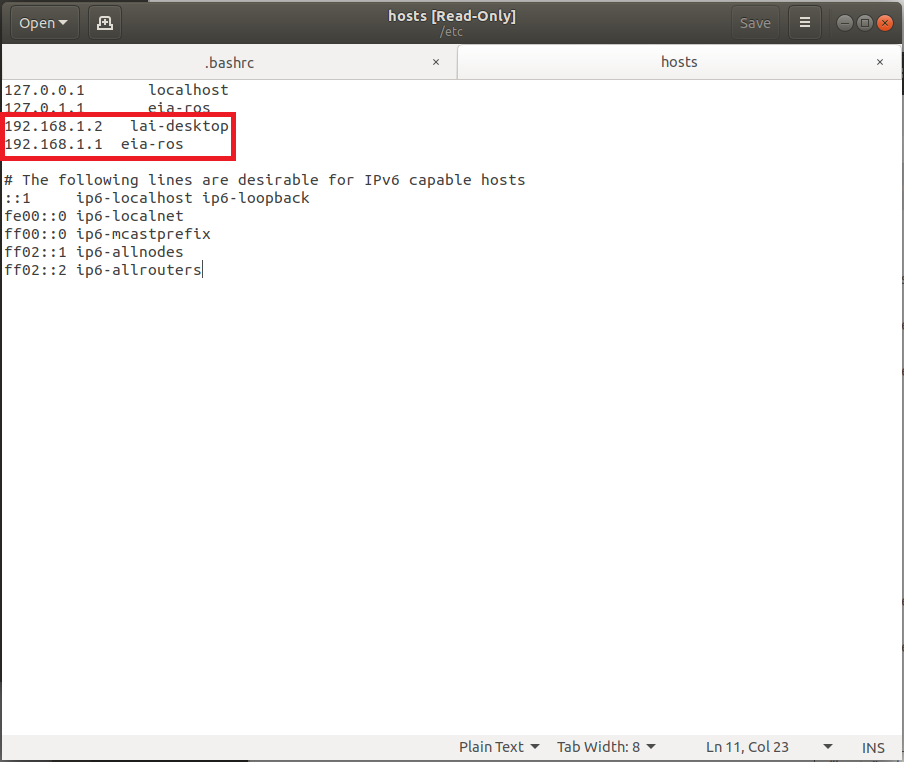 Open
hosts [Read-Only]
/etc
Save
.bashrc ×
hosts ×
127.0.0.1 localhost
127.0.1.1 eia-ros
192.168.1.2 lai-desktop
192.168.1.1 eia-ros
# The following lines are desirable for IPv6 capable hosts
::1 ip6-localhost ip6-loopback
fe00::0 ip6-localnet
ff00::0 ip6-mcastprefix
ff02::1 ip6-allnodes
ff02::2 ip6-allrouters
Plain Text Tab Width: 8 Ln 11, Col 23 INS